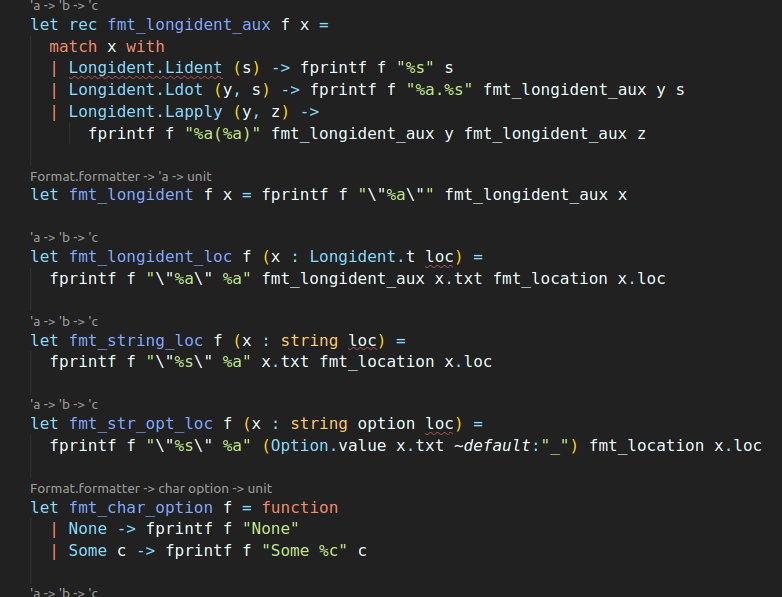 'a -> 'b -> 'c
let rec fmt_longident_aux f x =
  match x with
  | Longident.Lident (s) -> fprintf f "%s" s
  | Longident.Ldot (y, s) -> fprintf f "%a.%s" fmt_longident_aux y s
  | Longident.Lapply (y, z) ->
      fprintf f "%a(%a)" fmt_longident_aux y fmt_longident_aux z
Format.formatter -> 'a -> unit
let fmt_longident f x = fprintf f "\"%a\"" fmt_longident_aux x
'a -> 'b -> 'c
let fmt_longident_loc f (x : Longident.t loc) =
  fprintf f "\"%a\" %a" fmt_longident_aux x.txt fmt_location x.loc
'a -> 'b -> 'c
let fmt_string_loc f (x : string loc) =
  fprintf f "\"%s\" %a" x.txt fmt_location x.loc
'a -> 'b -> 'c
let fmt_str_opt_loc f (x : string option loc) =
  fprintf f "\"%s\" %a" (Option.value x.txt ~default:"_") fmt_location x.loc
Format.formatter -> char option -> unit
let fmt_char_option f = function
  | None -> fprintf f "None"
  | Some c -> fprintf f "Some %c" c
'a -> 'b -> 'c